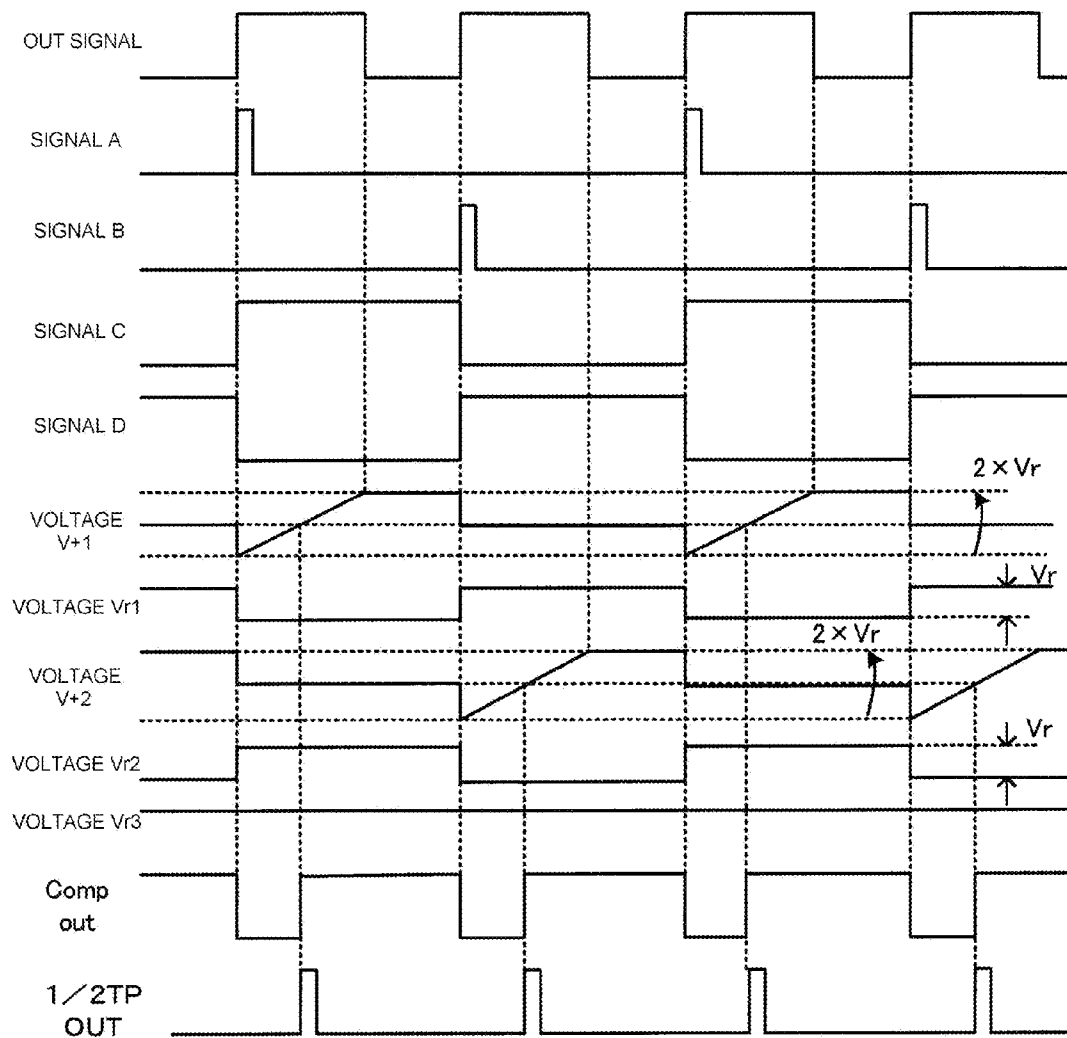 OUT SIGNAL
SIGNAL A
SIGNAL B
SIGNAL C
SIGNAL D
2×Vr
VOLTAGE
V+1
Vr
VOLTAGE Vr1
2×Vr
VOLTAGE
V+2
Vr
VOLTAGE Vr2
VOLTAGE Vr3
Comp
out
1／2TP
OUT